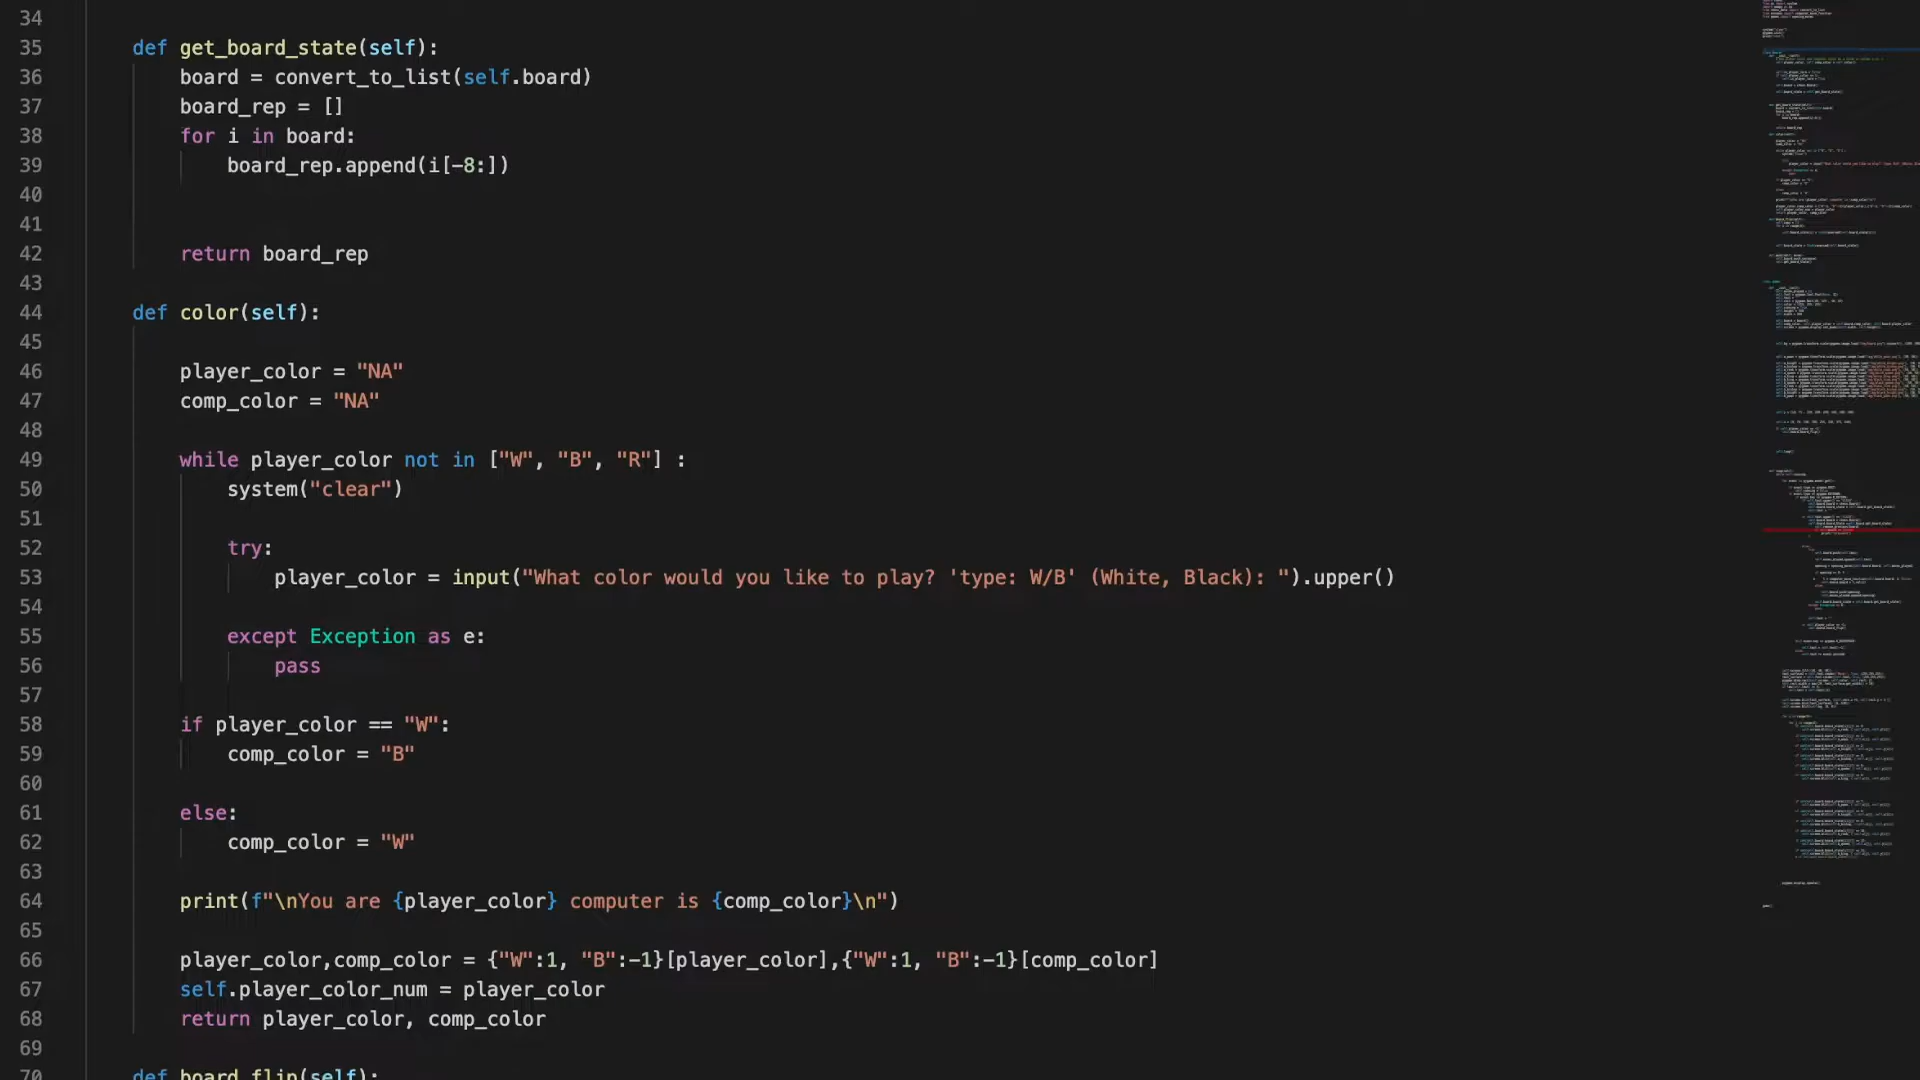 34
35 def get_board_state(self):
36 board = convert_to_list(self.board)
37 board_rep = []
38 for i in board:
39 board_rep.append(i[-8:])
40
41
42 return board_rep
43
44 def color(self):
45
46 player_color = "NA"
47 comp_color = "NA"
48
49 while player_color not in ["W", "B", "R"] :
50 system("clear")
51
52 try:
53 player_color = input("What color would you like to play? 'type: W/B' (White, Black): ").upper()
54
55 except Exception as e:
56 pass
57
58 if player_color == "W":
59 comp_color = "B"
60
61 else:
62 comp_color = "W"
63
64 print(f"\nYou are {player_color} computer is {comp_color}\n")
65
66 player_color,comp_color = {"W":1, "B":-1}[player_color],{"W":1, "B":-1}[comp_color]
67 self.player_color_num = player_color
68 return player_color, comp_color
69
70 def board_flip(self):